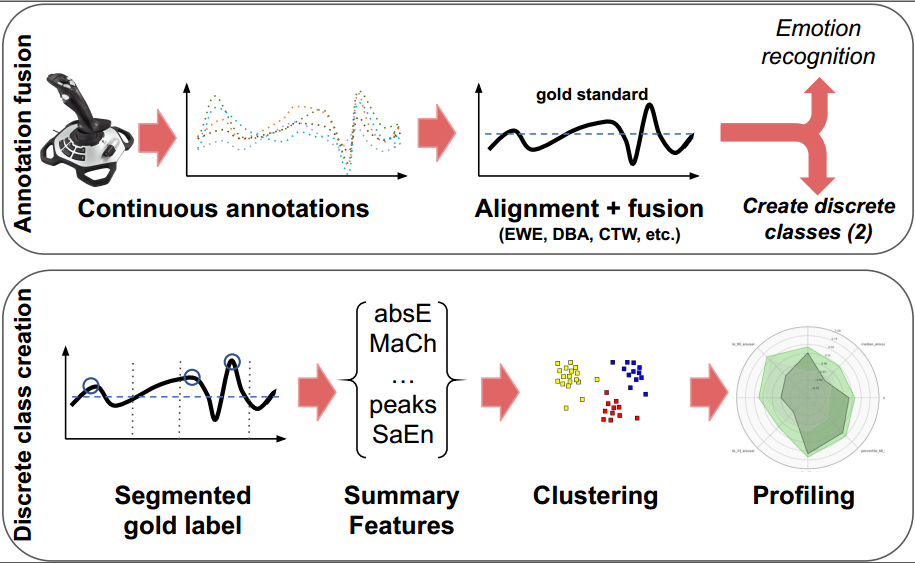 Annotation fusion
Continuous annotations
gold standard
Alignment + fusion
(EWE, DBA, CTW, etc.)
Emotion
recognition
Create discrete
classes (2)
Discrete class creation
Segmented
gold label
absE
MaCh
...
peaks
SaEn
Summary
Features
Clustering
Profiling